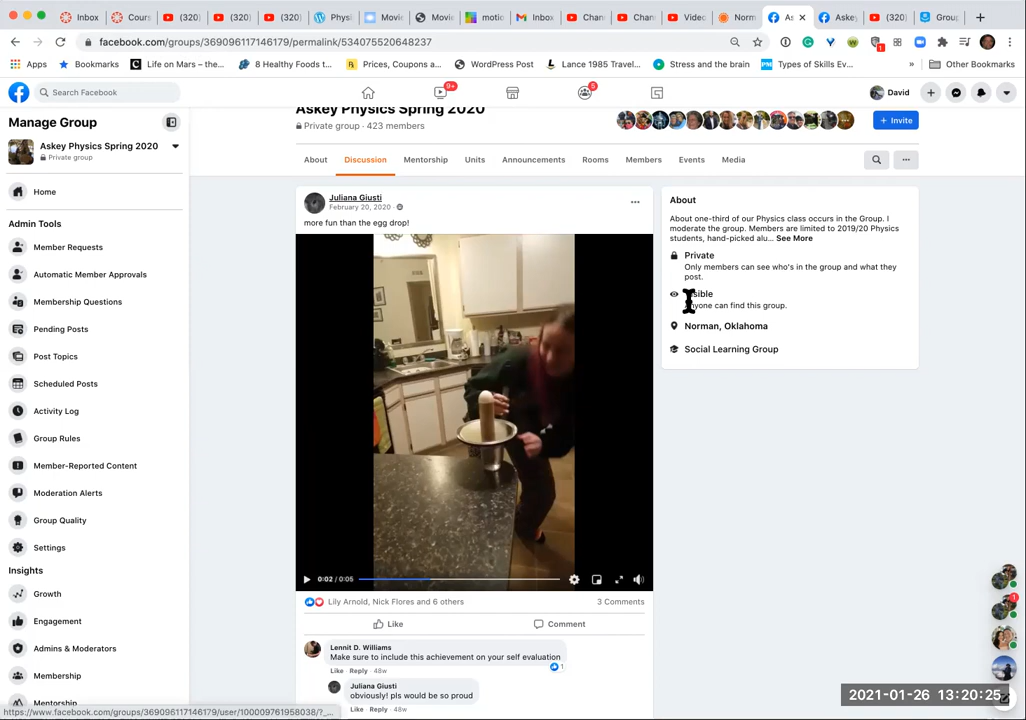 Inbox
Cours
(320)
(320)
(320)
Physi
Movi
Movi
motio
Inbox
Chan
Chan
Video
Norm
As
Askey
(320)
Group
facebook.com/groups/369096117146179/permalink/534075520648237
Apps
Bookmarks
Life on Mars – the...
8 Healthy Foods t...
Prices, Coupons a...
WordPress Post
Lance 1985 Travel...
Stress and the brain
Types of Skills Ev...
»
Other Bookmarks
Search Facebook
9+
5
David
Manage Group
Askey Physics Spring 2020
Private group
Home
Admin Tools
Member Requests
Automatic Member Approvals
Membership Questions
Pending Posts
Post Topics
Scheduled Posts
Activity Log
Group Rules
Member-Reported Content
Moderation Alerts
Group Quality
Settings
Insights
Growth
Engagement
Admins & Moderators
Membership
Mentorship
https://www.facebook.com/groups/369096117146179/user/100009761958038/?_...
Askey Physics Spring 2020
Private group · 423 members
+ Invite
About
Discussion
Mentorship
Units
Announcements
Rooms
Members
Events
Media
Juliana Giusti
February 20, 2020
more fun than the egg drop!
0:02 / 0:05
Lily Arnold, Nick Flores and 6 others
3 Comments
Like
Comment
Lennit D. Williams
Make sure to include this achievement on your self evaluation
1
Like · Reply · 48w
Juliana Giusti
obviously! pls would be so proud
Like · Reply · 48w
About
About one-third of our Physics class occurs in the Group. I
moderate the group. Members are limited to 2019/20 Physics
students, hand-picked alu... See More
Private
Only members can see who's in the group and what they
post.
sible
nyone can find this group.
Norman, Oklahoma
Social Learning Group
1
2021-01-26 13:20:25